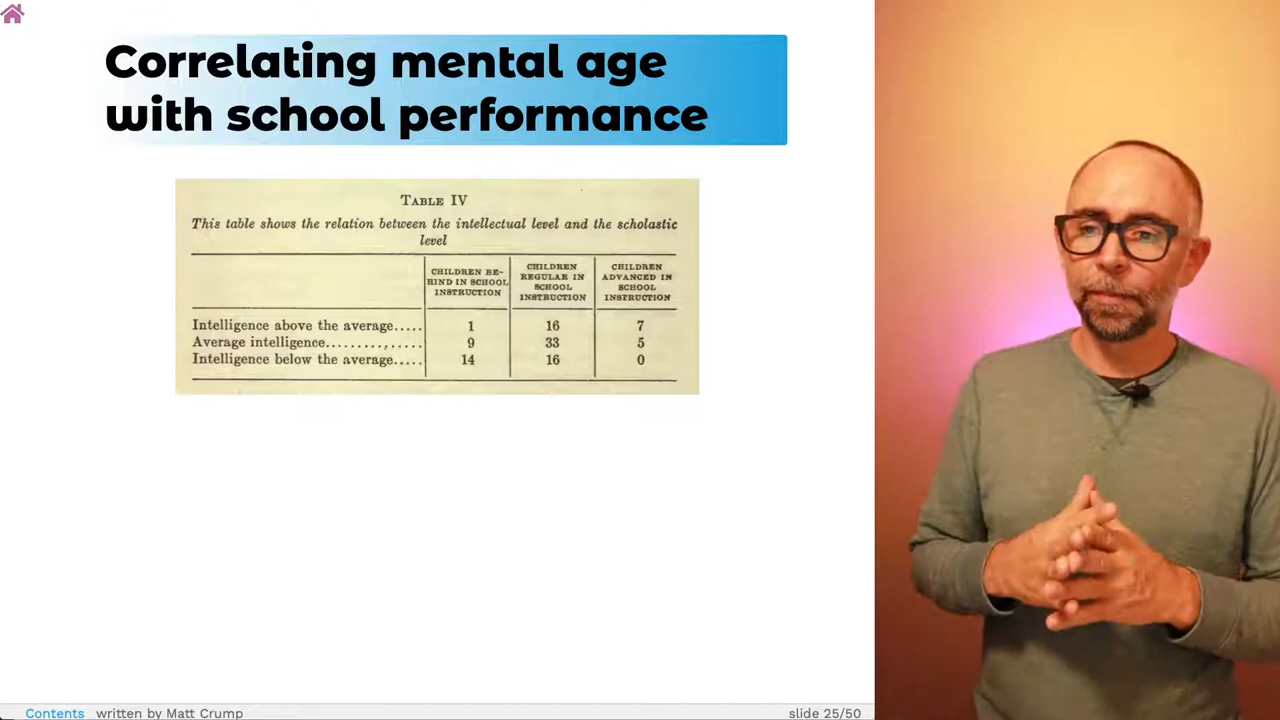 Correlating mental age
with school performance
TABLE IV
This table shows the relation between the intellectual level and the scholastic
level
CHILDREN BE-
HIND IN SCHOOL
INSTRUCTION
CHILDREN
REGULAR IN
SCHOOL
INSTRUCTION
CHILDREN
ADVANCED IN
SCHOOL
INSTRUCTION
Intelligence above the average..... 1 16 7
Average intelligence.................. 9 33 5
Intelligence below the average..... 14 16 0
Contents written by Matt Crump slide 25/50